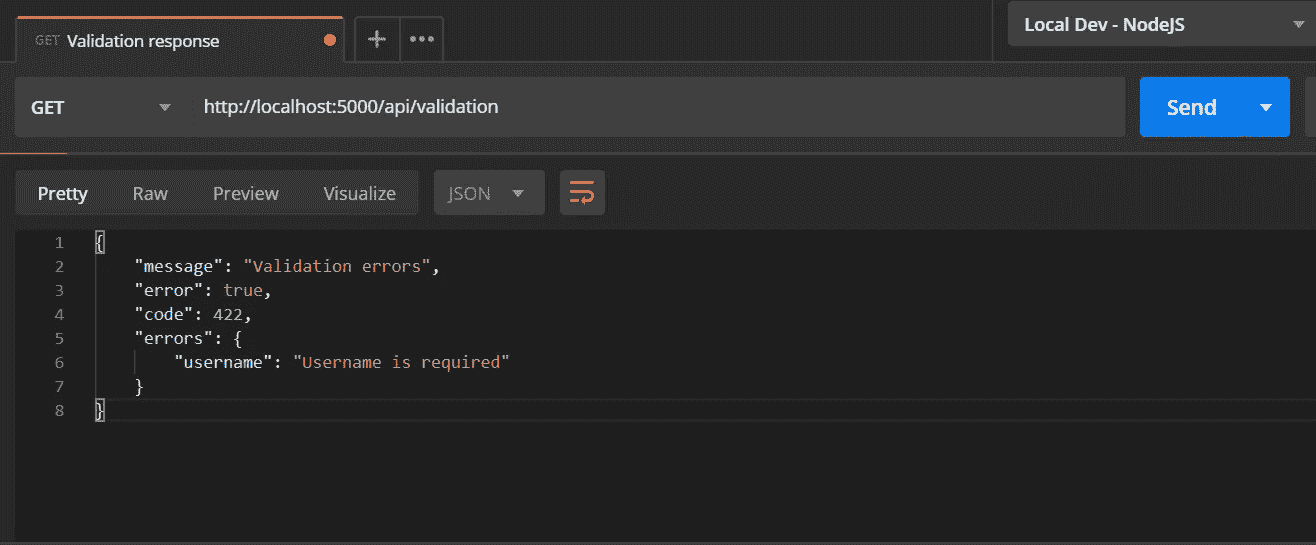 GET Validation response
Local Dev - NodeJS
GET http://localhost:5000/api/validation Send
Pretty Raw Preview Visualize JSON
1 {
2 "message": "Validation errors",
3 "error": true,
4 "code": 422,
5 "errors": {
6 "username": "Username is required"
7 }
8 }